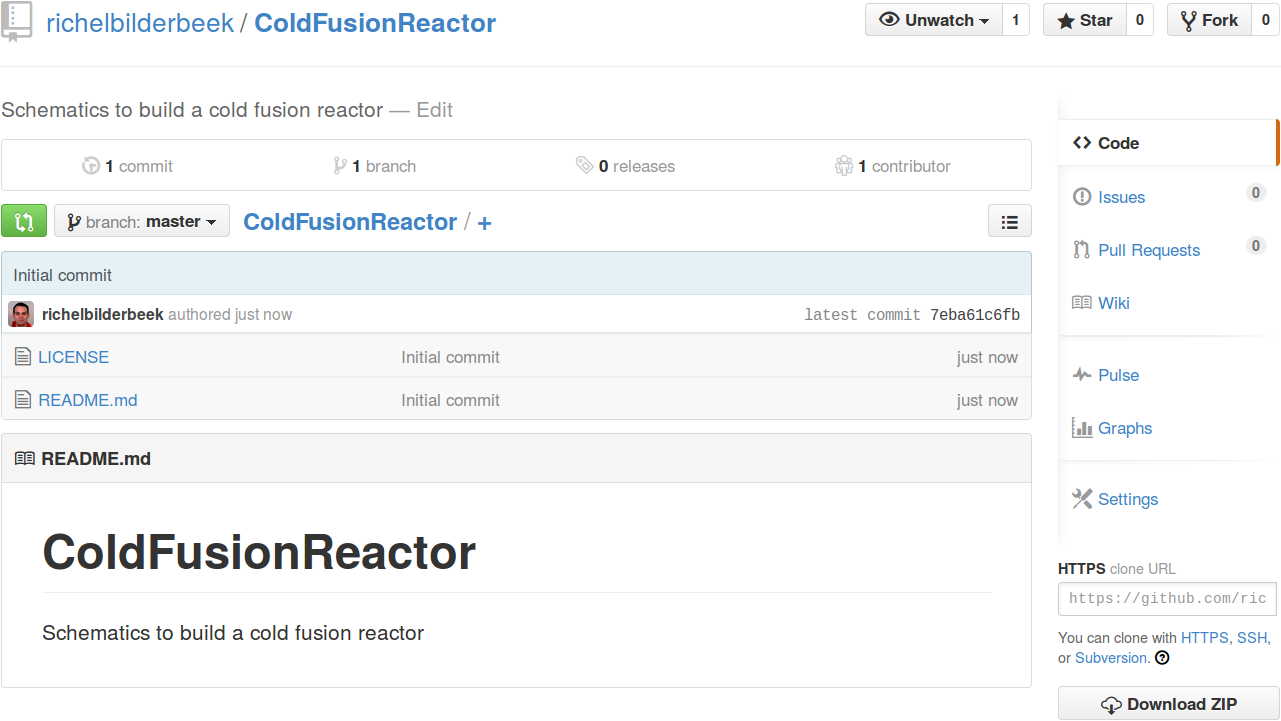 richelbilderbeek / ColdFusionReactor
Unwatch 1 Star 0 Fork 0
Schematics to build a cold fusion reactor — Edit
1 commit 1 branch 0 releases 1 contributor
branch: master ColdFusionReactor / +
Initial commit
richelbilderbeek authored just now latest commit 7eba61c6fb
LICENSE Initial commit just now
README.md Initial commit just now
README.md
ColdFusionReactor
Schematics to build a cold fusion reactor
Code
Issues 0
Pull Requests 0
Wiki
Pulse
Graphs
Settings
HTTPS clone URL
https://github.com/ric
You can clone with HTTPS, SSH,
or Subversion.
Download ZIP